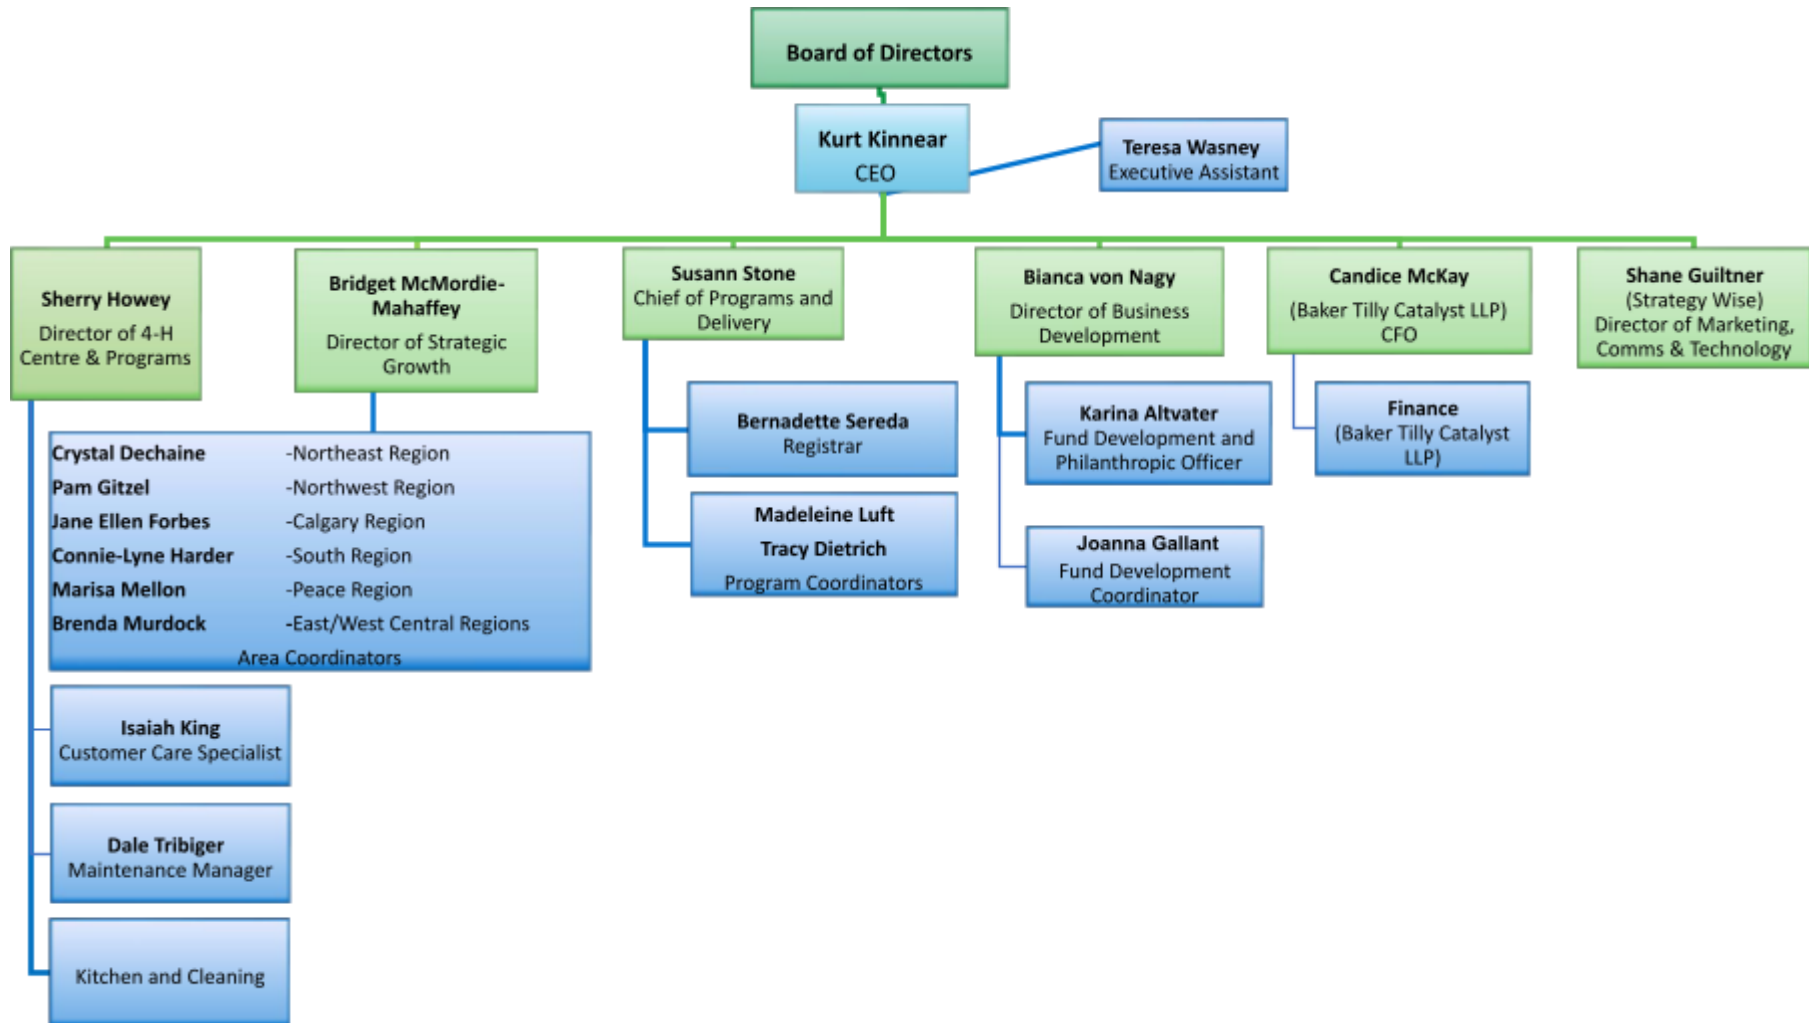 Board of Directors
Kurt Kinnear
CEO
Teresa Wasney
Executive Assistant
Sherry Howey
Director of 4-H
Centre & Programs
Bridget McMordie-
Mahaffey
Director of Strategic
Growth
Susann Stone
Chief of Programs and
Delivery
Bianca von Nagy
Director of Business
Development
Candice McKay
(Baker Tilly Catalyst LLP)
CFO
Shane Guiltner
(Strategy Wise)
Director of Marketing,
Comms & Technology
Crystal Dechaine -Northeast Region
Pam Gitzel -Northwest Region
Jane Ellen Forbes -Calgary Region
Connie-Lyne Harder -South Region
Marisa Mellon -Peace Region
Brenda Murdock -East/West Central Regions
Area Coordinators
Bernadette Sereda
Registrar
Madeleine Luft
Tracy Dietrich
Program Coordinators
Karina Altvater
Fund Development and
Philanthropic Officer
Joanna Gallant
Fund Development
Coordinator
Finance
(Baker Tilly Catalyst
LLP)
Isaiah King
Customer Care Specialist
Dale Tribiger
Maintenance Manager
Kitchen and Cleaning